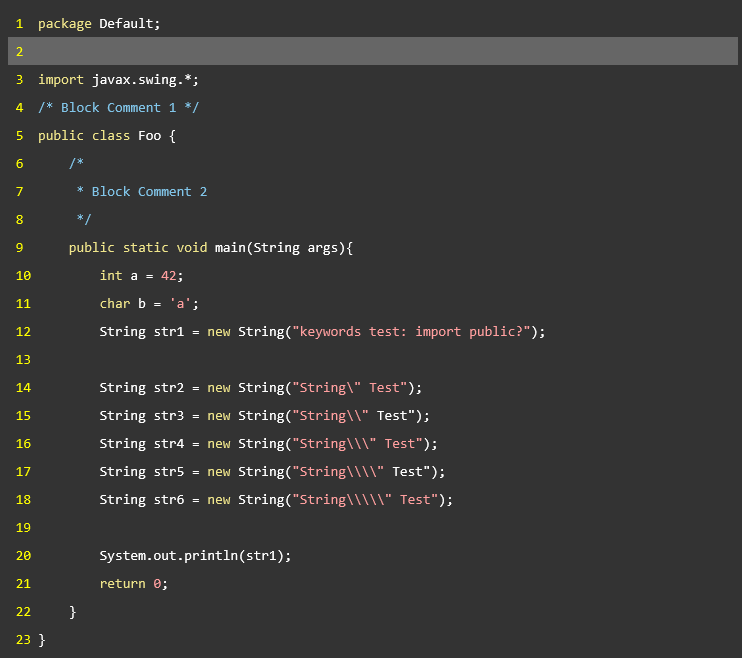 1 package Default;
2
3 import javax.swing.*;
4 /* Block Comment 1 */
5 public class Foo {
6     /*
7      * Block Comment 2
8      */
9     public static void main(String args){
10         int a = 42;
11         char b = 'a';
12         String str1 = new String("keywords test: import public?");
13
14         String str2 = new String("String\" Test");
15         String str3 = new String("String\\" Test");
16         String str4 = new String("String\\\" Test");
17         String str5 = new String("String\\\\" Test");
18         String str6 = new String("String\\\\\" Test");
19
20         System.out.println(str1);
21         return 0;
22     }
23 }